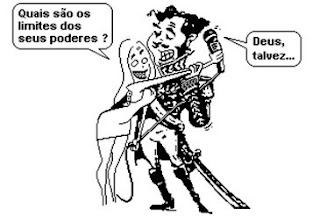 Quais são os
limites dos
seus poderes ?
Deus,
talvez...